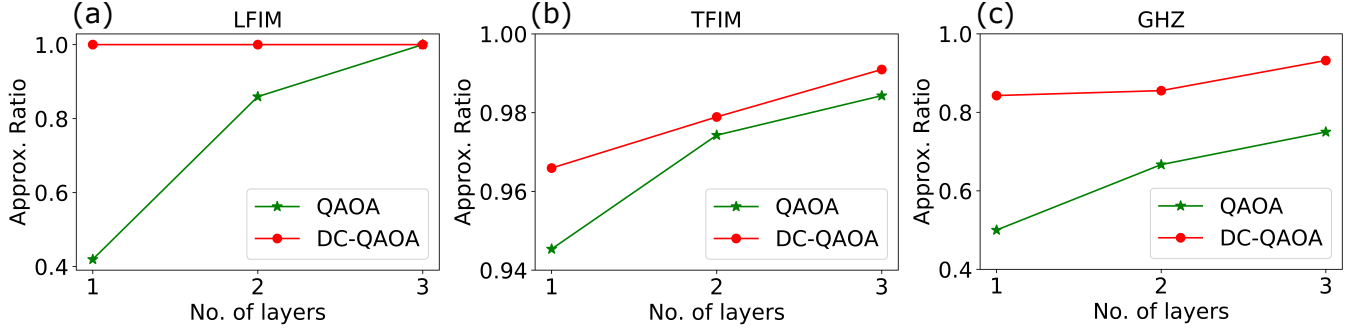 (a)
LFIM
Approx. Ratio
1.0
0.8
0.6
0.4
QAOA
DC-QAOA
1
2
3
No. of layers
(b)
TFIM
Approx. Ratio
1.00
0.98
0.96
0.94
QAOA
DC-QAOA
1
2
3
No. of layers
(c)
GHZ
Approx. Ratio
1.0
0.8
0.6
0.4
QAOA
DC-QAOA
1
2
3
No. of layers